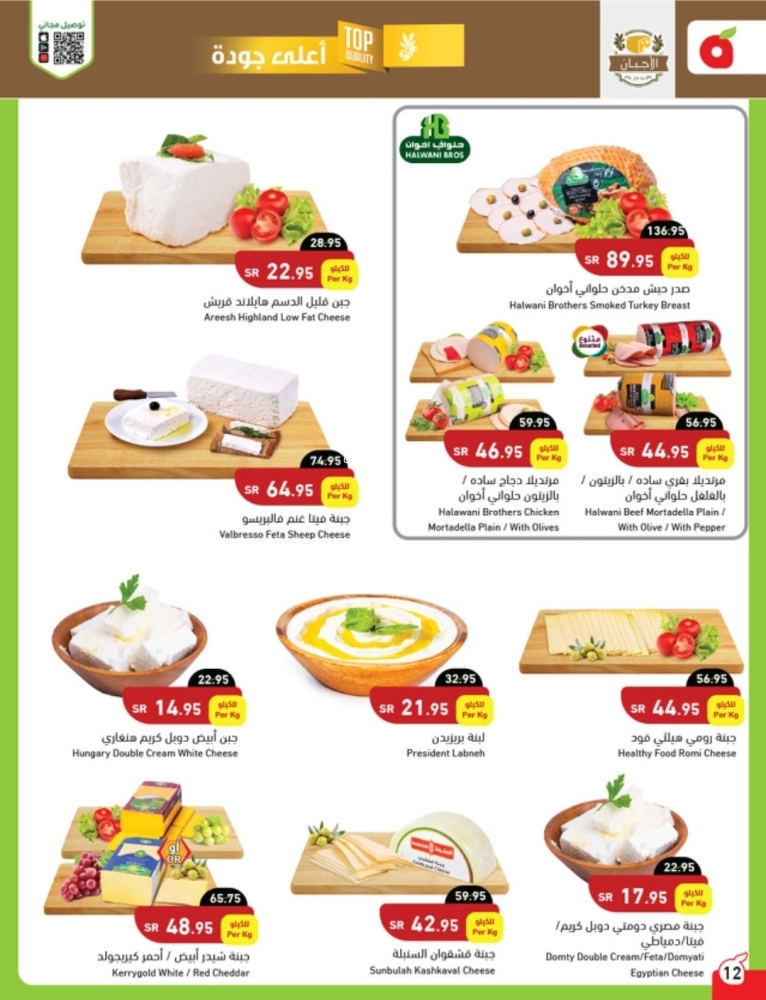 توصيل مجاني
أعلى جودة
TOP
QUALITY
الأجبان
28.95
SR 22.95
للكيلو
Per Kg
جبن قليل الدسم هايلاند قريش
Areesh Highland Low Fat Cheese
حلواني اخوان
HALWANI BROS
136.95
SR 89.95
للكيلو
Per Kg
صدر حبش مدخن حلواني أخوان
Halwani Brothers Smoked Turkey Breast
74.95
SR 64.95
للكيلو
Per Kg
جبنة فيتا غنم فالبريسو
Valbresso Feta Sheep Cheese
59.95
SR 46.95
للكيلو
Per Kg
مرتديلا دجاج ساده /
بالزيتون حلواني أخوان
Halawani Brothers Chicken
Mortadella Plain / With Olives
متنوع
Assorted
56.95
SR 44.95
للكيلو
Per Kg
مرتديلا بقري ساده / بالزيتون /
بالفلفل حلواني أخوان
Halwani Beef Mortadella Plain /
With Olive / With Pepper
22.95
SR 14.95
للكيلو
Per Kg
جبن أبيض دوبل كريم هنغاري
Hungary Double Cream White Cheese
32.95
SR 21.95
للكيلو
Per Kg
لبنة بريزيدن
President Labneh
56.95
SR 44.95
للكيلو
Per Kg
جبنة رومي هيلثي فود
Healthy Food Romi Cheese
أو
OR
65.75
SR 48.95
للكيلو
Per Kg
جبنة شيدر أبيض / أحمر كيريجولد
Kerrygold White / Red Cheddar
59.95
SR 42.95
للكيلو
Per Kg
جبنة قشقوان السنبلة
Sunbulah Kashkaval Cheese
22.95
SR 17.95
للكيلو
Per Kg
جبنة مصري دومتي دوبل كريم/
فيتا/دمياطي
Domty Double Cream/Feta/Domyati
Egyptian Cheese
12